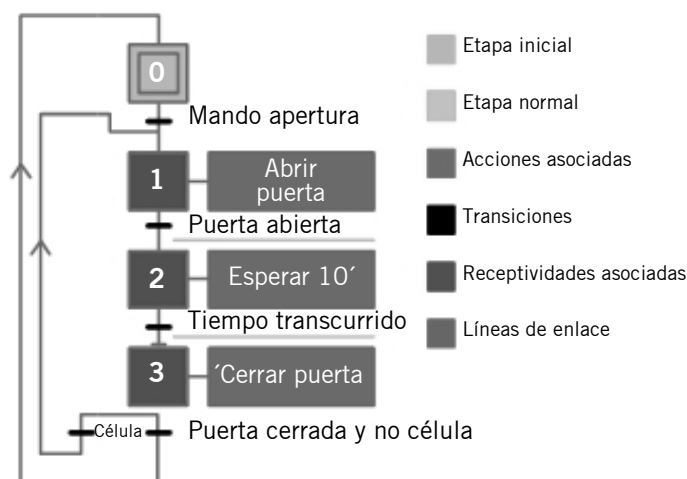 0
Mando apertura
1
Abrir
puerta
Puerta abierta
2
Esperar 10´
Tiempo transcurrido
3
´Cerrar puerta
Célula
Puerta cerrada y no célula
Etapa inicial
Etapa normal
Acciones asociadas
Transiciones
Receptividades asociadas
Líneas de enlace